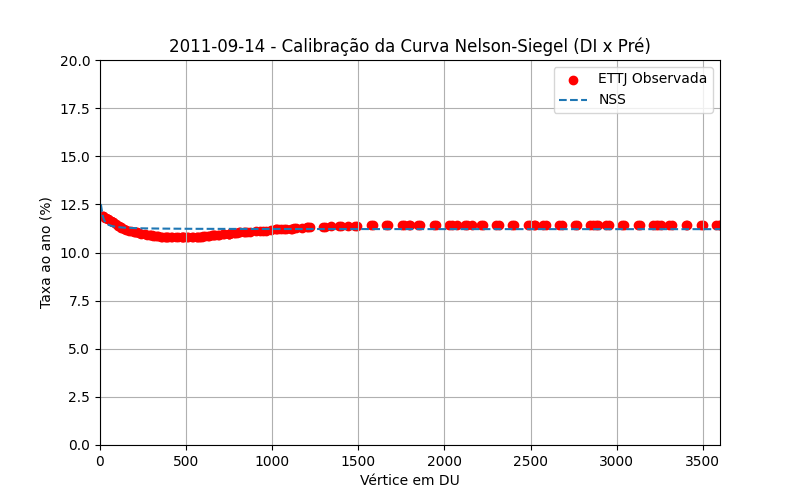 2011-09-14 - Calibração da Curva Nelson-Siegel (DI x Pré)
ETTJ Observada
NSS
Taxa ao ano (%)
20.0
17.5
15.0
12.5
10.0
7.5
5.0
2.5
0.0
0 500 1000 1500 2000 2500 3000 3500
Vértice em DU